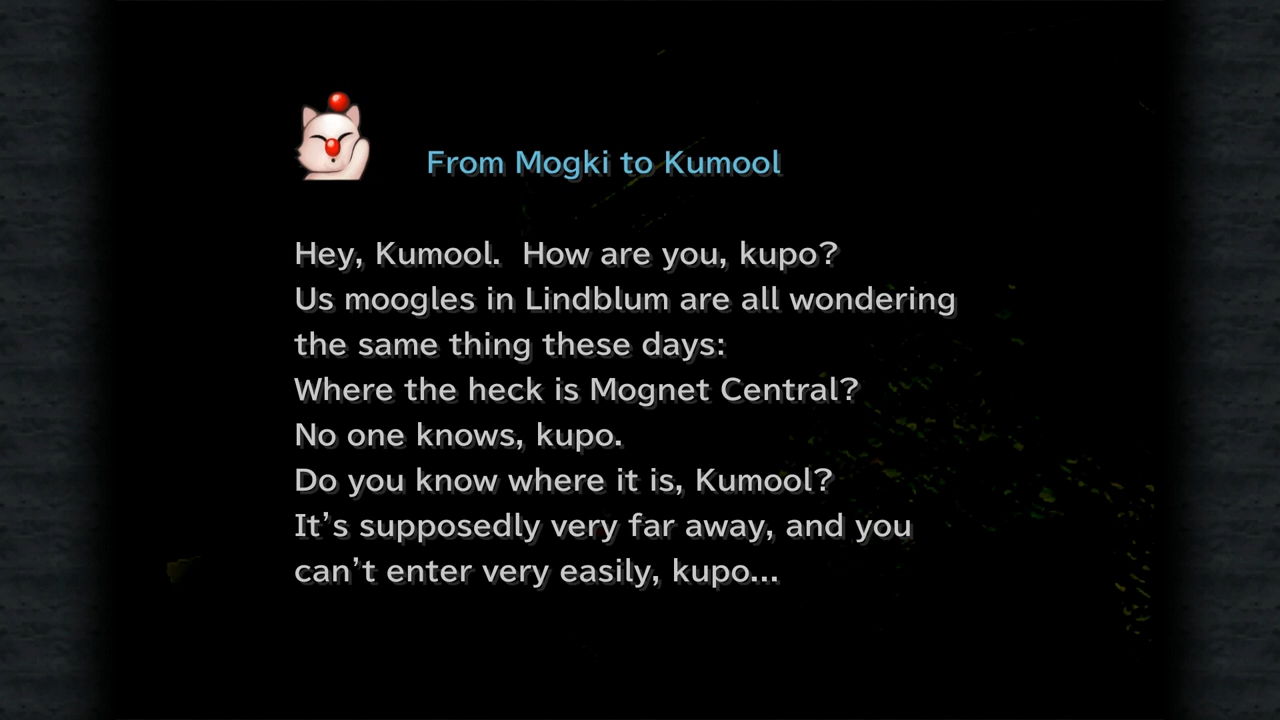 From Mogki to Kumool
Hey, Kumool.  How are you, kupo?
Us moogles in Lindblum are all wondering
the same thing these days:
Where the heck is Mognet Central?
No one knows, kupo.
Do you know where it is, Kumool?
It's supposedly very far away, and you
can't enter very easily, kupo...